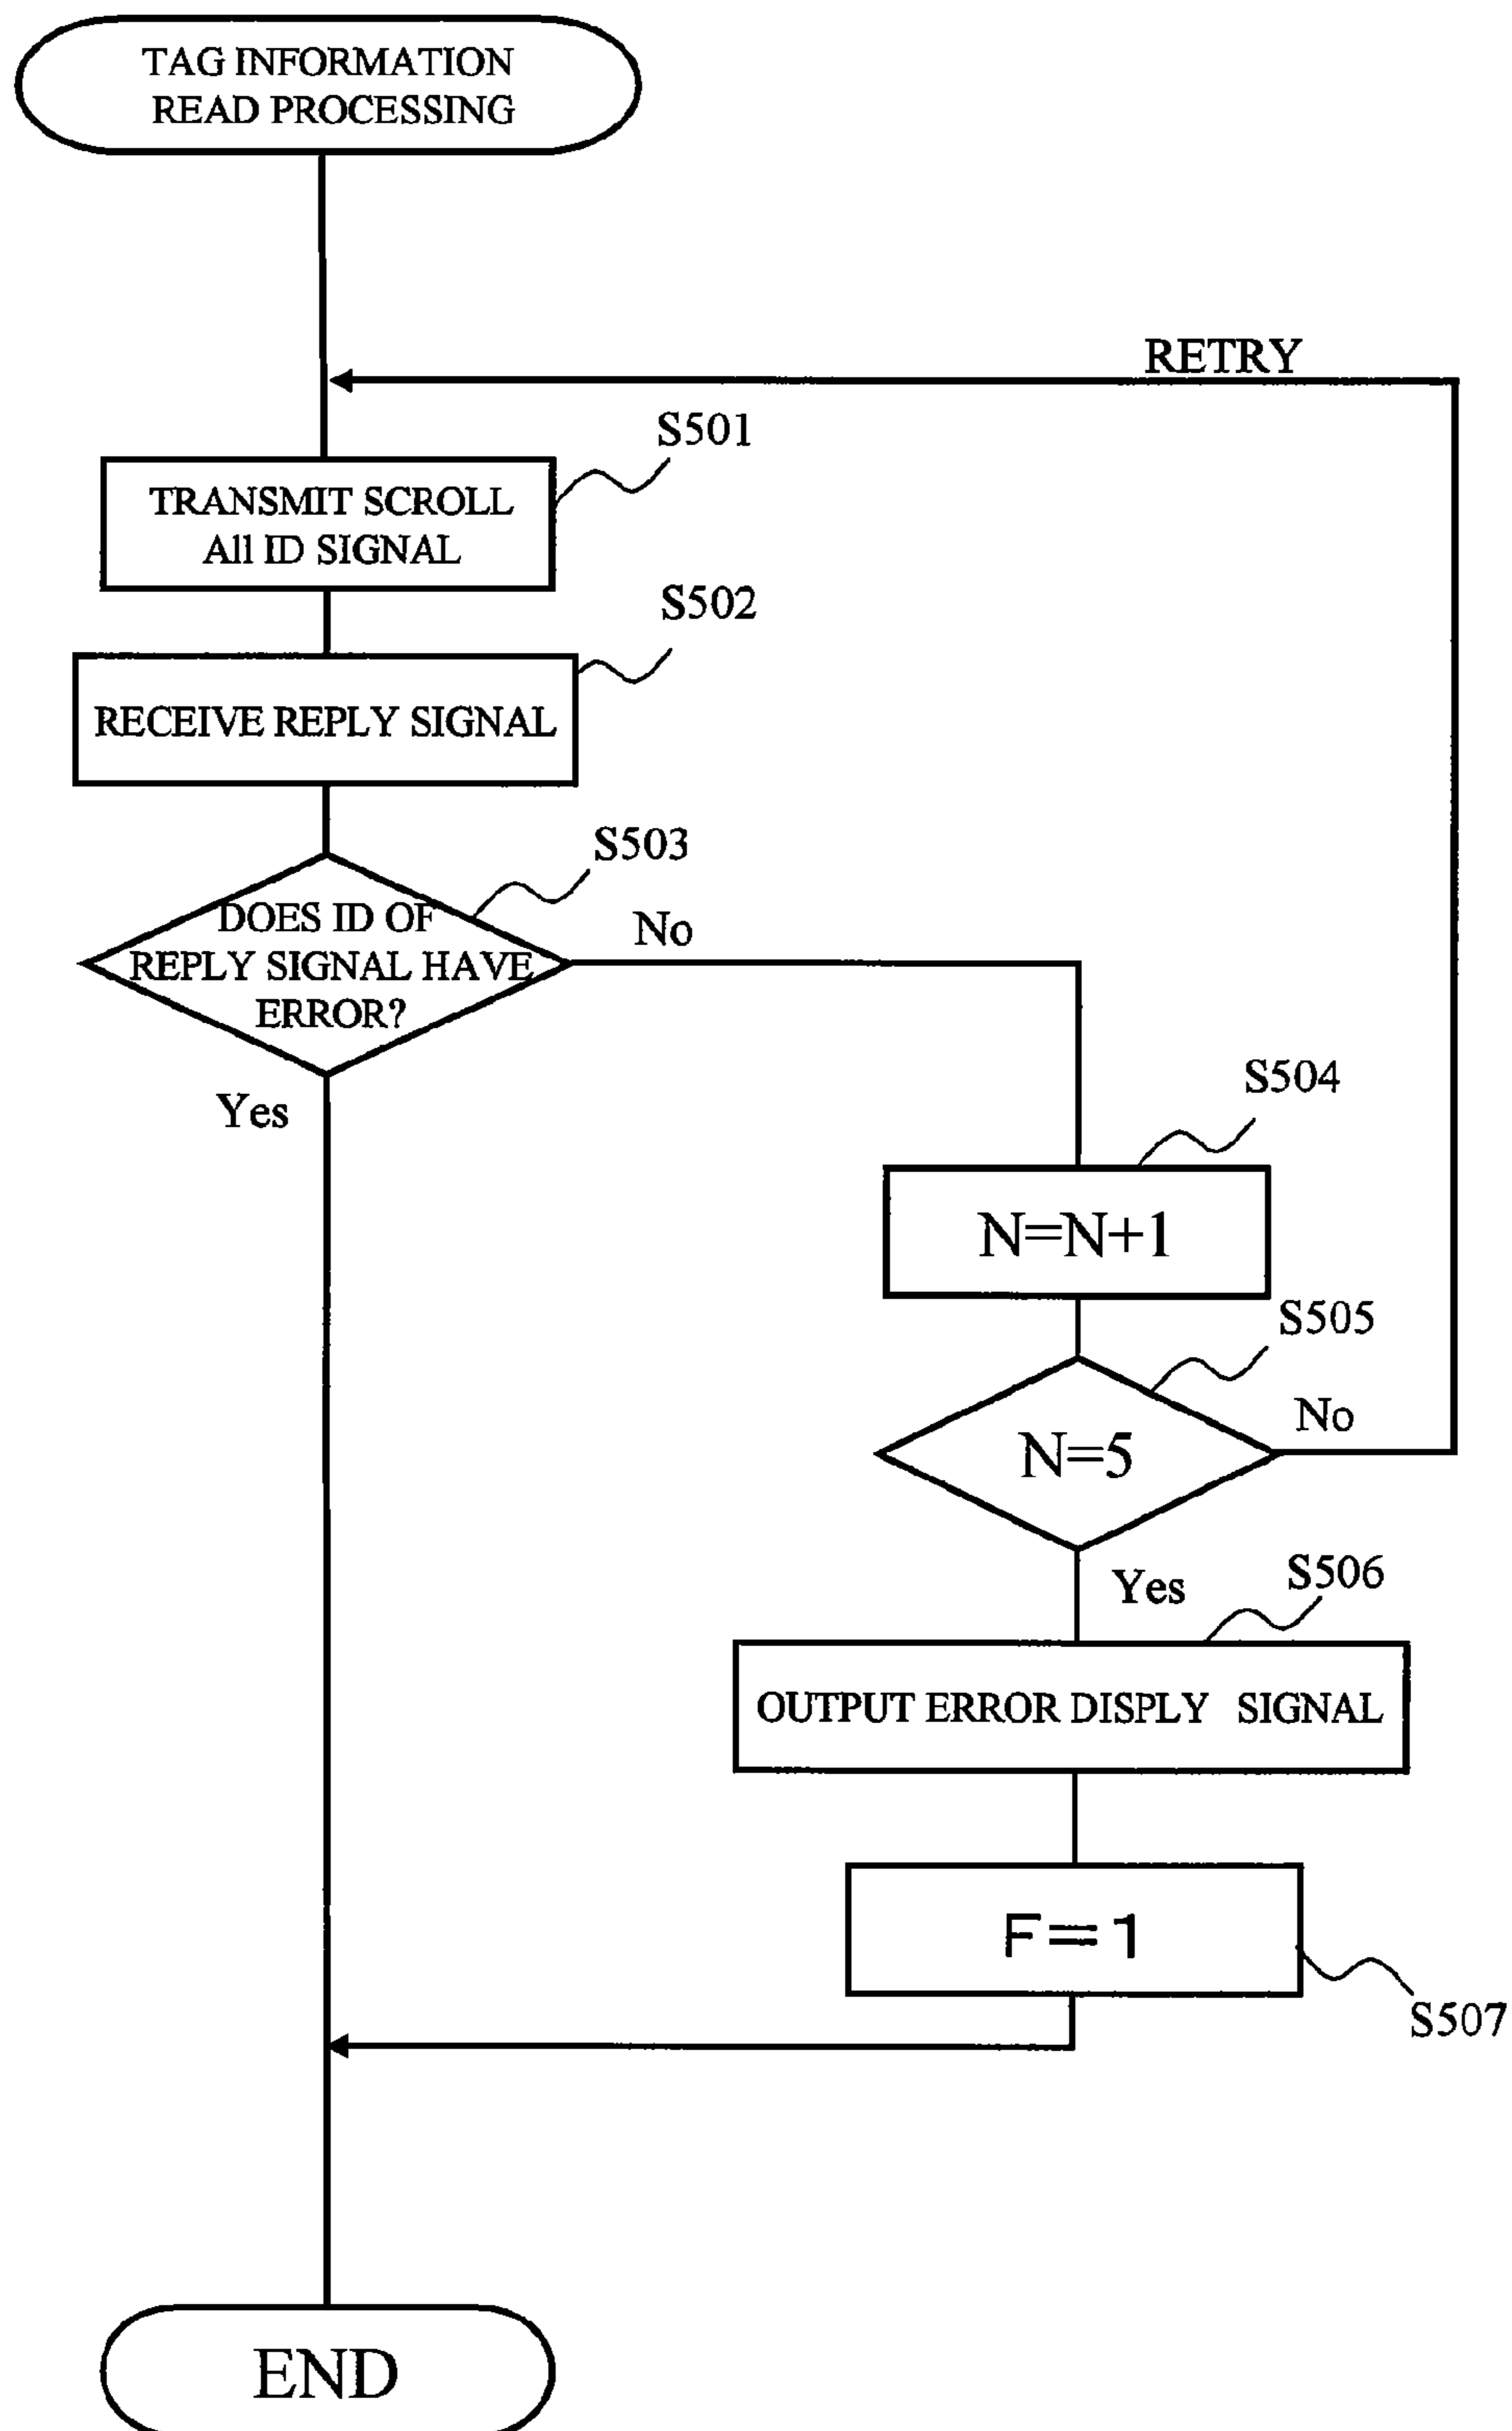 TAG INFORMATION
READ PROCESSING
RETRY
S501
TRANSMIT SCROLL
All ID SIGNAL
S502
RECEIVE REPLY SIGNAL
S503
DOES ID OF
REPLY SIGNAL HAVE
ERROR?
No
Yes
S504
N=N+1
S505
N=5
No
Yes
S506
OUTPUT ERROR DISPLY SIGNAL
F=1
S507
END